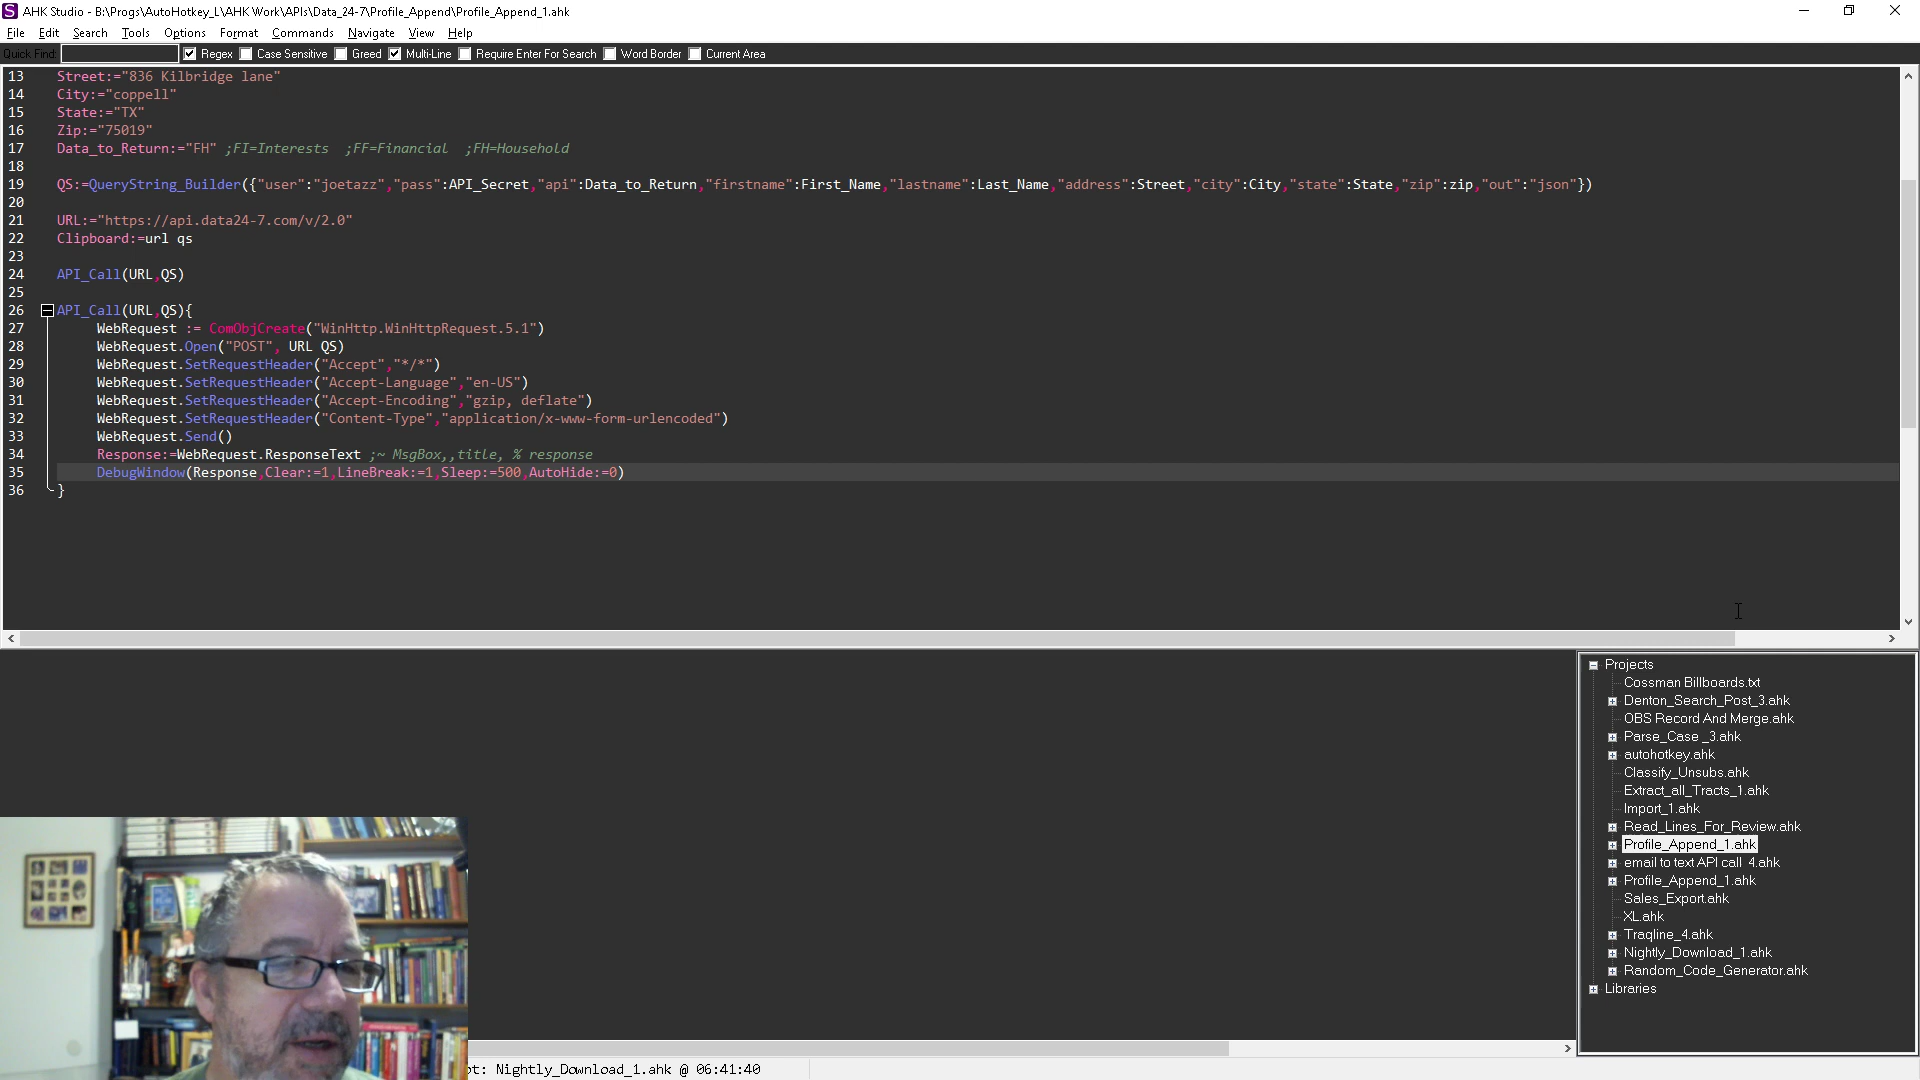 AHK Studio - B:\Progs\AutoHotkey_L\AHK Work\APIs\Data_24-7\Profile_Append\Profile_Append_1.ahk
File Edit Search Tools Options Format Commands Navigate View Help
Quick Find: Regex Case Sensitive Greed Multi-Line Require Enter For Search Word Border Current Area
13 Street:="836 Kilbridge lane"
14 City:="coppell"
15 State:="TX"
16 Zip:="75019"
17 Data_to_Return:="FH" ;FI=Interests ;FF=Financial ;FH=Household
18
19 QS:=QueryString_Builder({"user":"joetazz","pass":API_Secret,"api":Data_to_Return,"firstname":First_Name,"lastname":Last_Name,"address":Street,"city":City,"state":State,"zip":zip,"out":"json"})
20
21 URL:="https://api.data24-7.com/v/2.0"
22 Clipboard:=url qs
23
24 API_Call(URL,QS)
25
26 API_Call(URL,QS){
27 WebRequest := ComObjCreate("WinHttp.WinHttpRequest.5.1")
28 WebRequest.Open("POST", URL QS)
29 WebRequest.SetRequestHeader("Accept","*/*")
30 WebRequest.SetRequestHeader("Accept-Language","en-US")
31 WebRequest.SetRequestHeader("Accept-Encoding","gzip, deflate")
32 WebRequest.SetRequestHeader("Content-Type","application/x-www-form-urlencoded")
33 WebRequest.Send()
34 Response:=WebRequest.ResponseText ;~ MsgBox,,title, % response
35 DebugWindow(Response,Clear:=1,LineBreak:=1,Sleep:=500,AutoHide:=0)
36 }
Projects
Cossman Billboards.txt
Denton_Search_Post_3.ahk
OBS Record And Merge.ahk
Parse_Case _3.ahk
autohotkey.ahk
Classify_Unsubs.ahk
Extract_all_Tracts_1.ahk
Import_1.ahk
Read_Lines_For_Review.ahk
Profile_Append_1.ahk
email to text API call 4.ahk
Profile_Append_1.ahk
Sales_Export.ahk
XL.ahk
Traqline_4.ahk
Nightly_Download_1.ahk
Random_Code_Generator.ahk
Libraries
pt: Nightly_Download_1.ahk @ 06:41:40